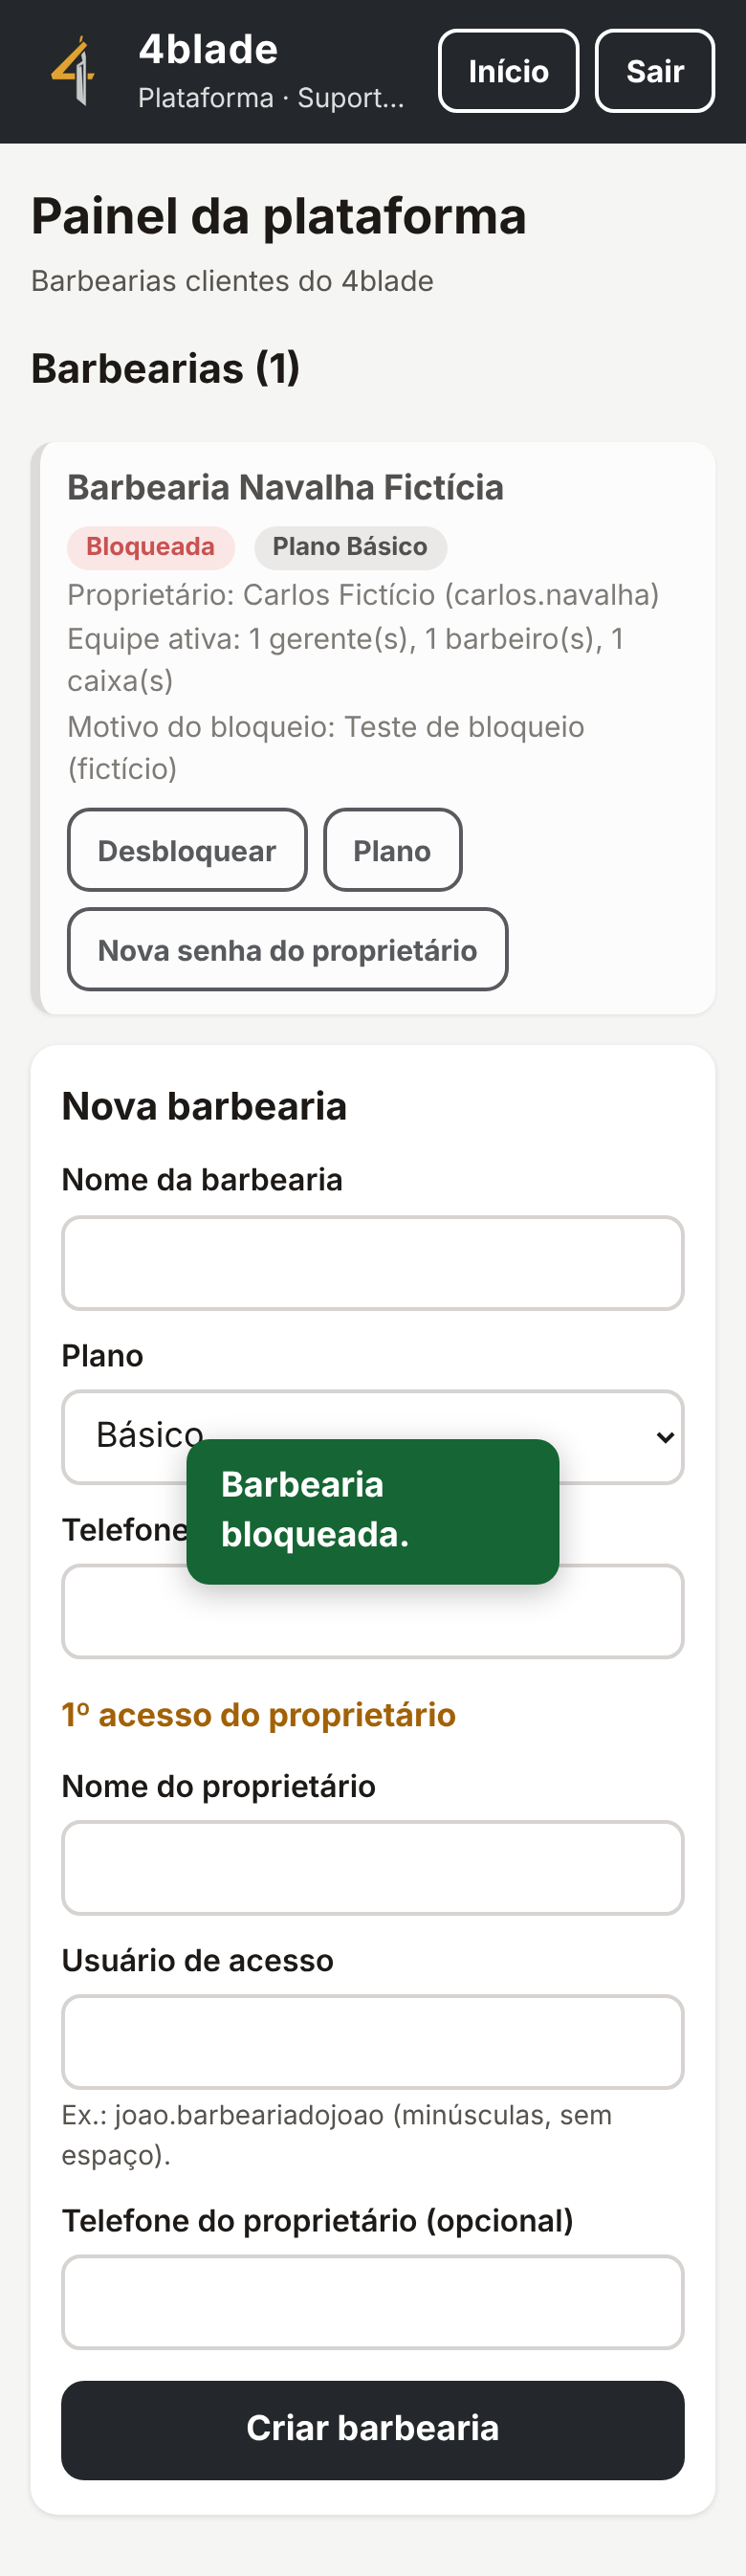 4blade
Plataforma · Suport...
Início
Sair
Painel da plataforma
Barbearias clientes do 4blade
Barbearias (1)
Barbearia Navalha Fictícia
Bloqueada
Plano Básico
Proprietário: Carlos Fictício (carlos.navalha)
Equipe ativa: 1 gerente(s), 1 barbeiro(s), 1
caixa(s)
Motivo do bloqueio: Teste de bloqueio
(fictício)
Desbloquear
Plano
Nova senha do proprietário
Nova barbearia
Nome da barbearia
Plano
Básico
Barbearia
bloqueada.
Telefone
1º acesso do proprietário
Nome do proprietário
Usuário de acesso
Ex.: joao.barbeariadojoao (minúsculas, sem
espaço).
Telefone do proprietário (opcional)
Criar barbearia